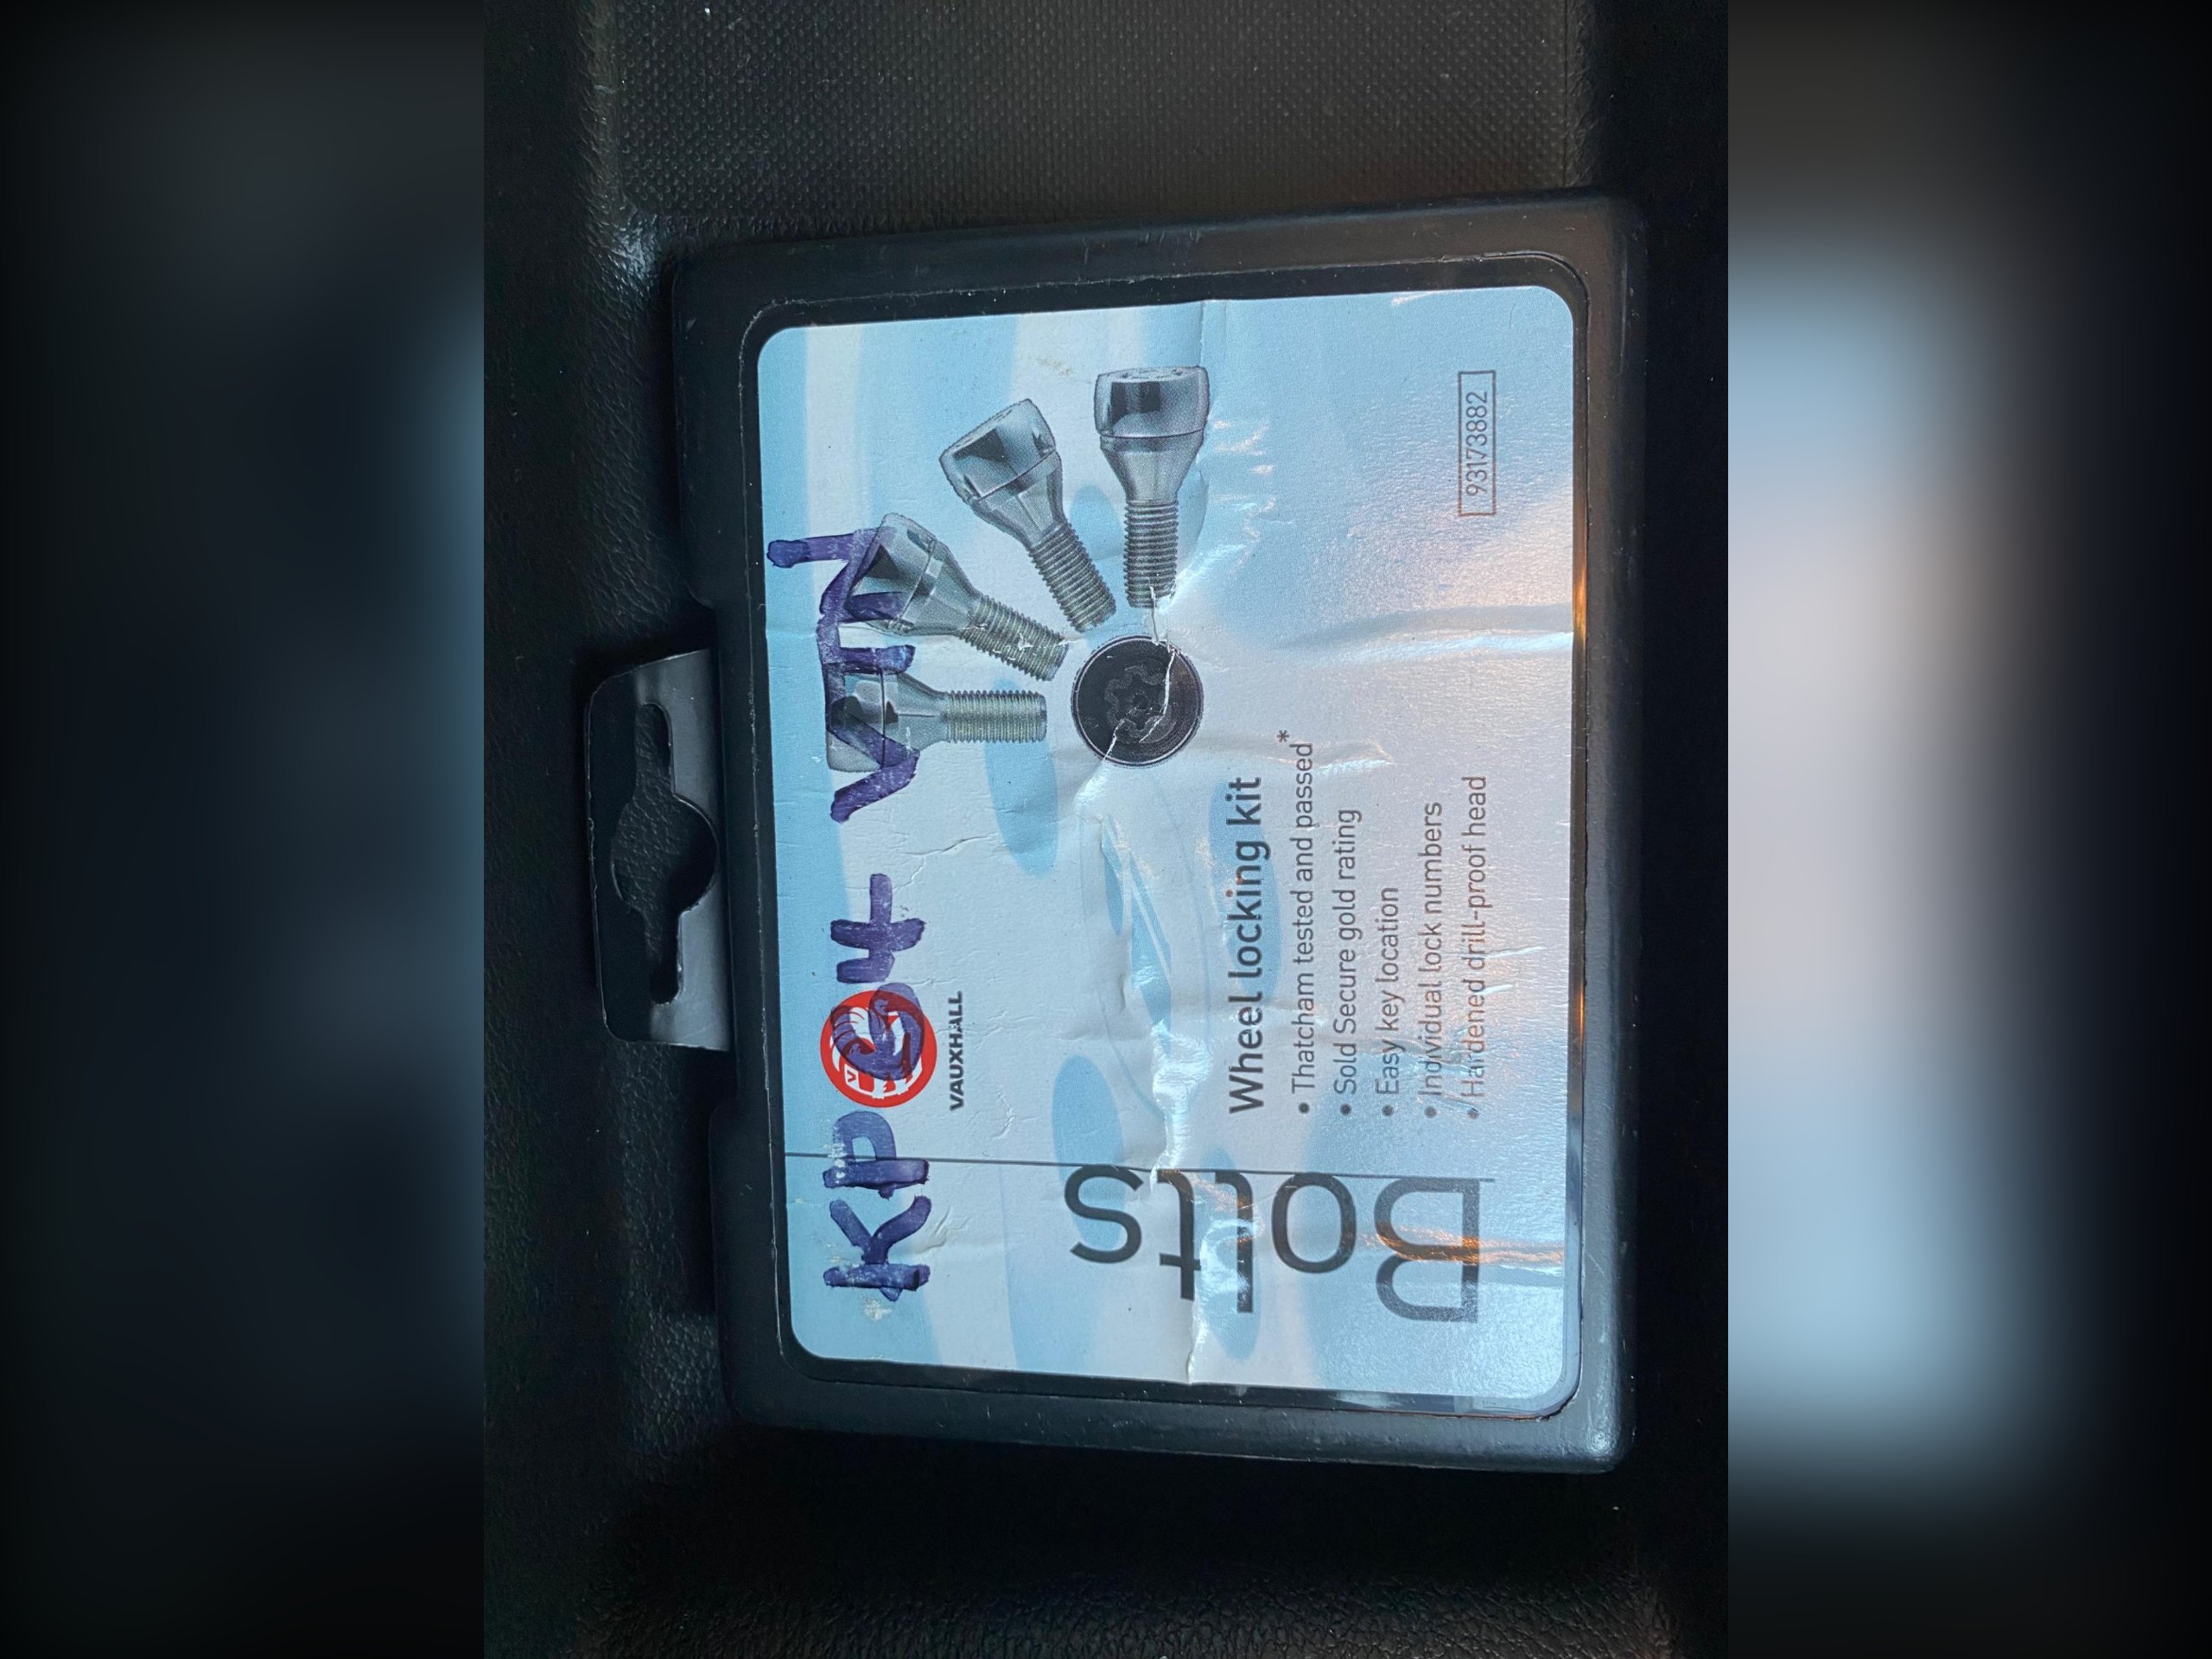 KP64 VTN
VAUXHALL
Bolts
Wheel locking kit
• Thatcham tested and passed*
• Sold Secure gold rating
• Easy key location
• Individual lock numbers
• Hardened drill-proof head
93173882